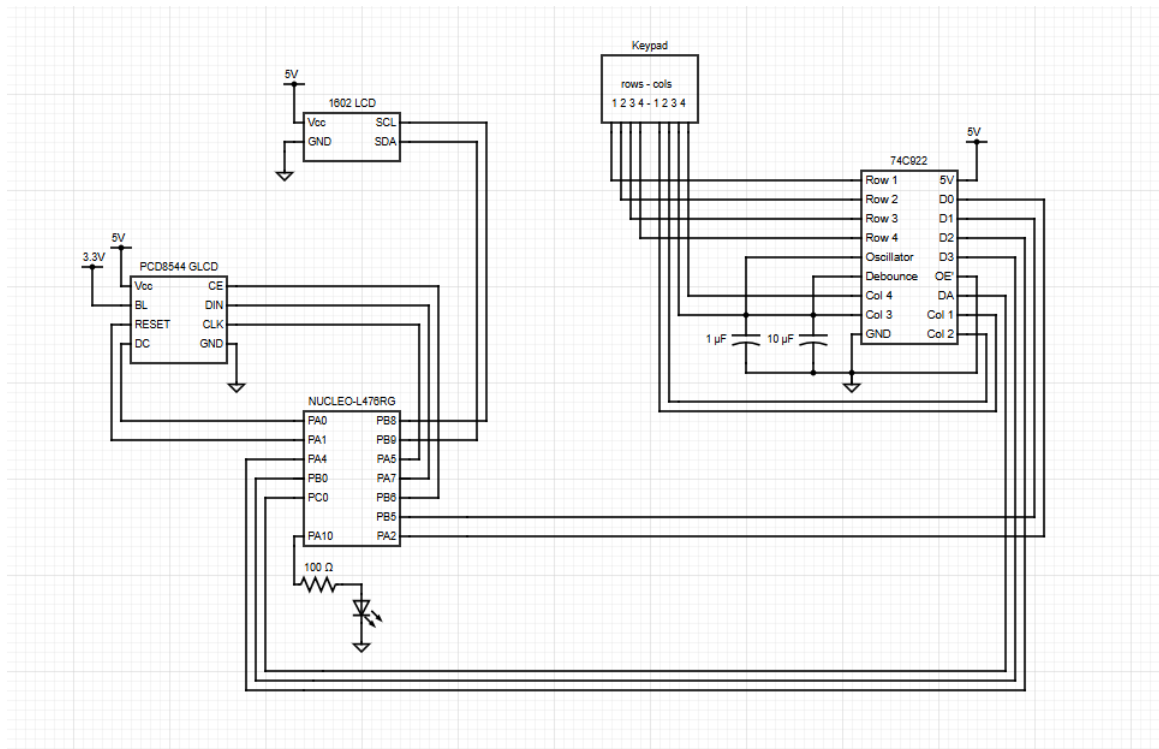 Keypad
rows - cols
1 2 3 4 - 1 2 3 4
5V
1602 LCD
Vcc SCL
GND SDA
5V
74C922
Row 1 5V
Row 2 D0
Row 3 D1
Row 4 D2
Oscillator D3
Debounce OE'
Col 4 DA
Col 3 Col 1
GND Col 2
1 µF
10 µF
5V
3.3V
PCD8544 GLCD
Vcc CE
BL DIN
RESET CLK
DC GND
NUCLEO-L476RG
PA0 PB8
PA1 PB9
PA4 PA5
PB0 PA7
PC0 PB6
PB5
PA10 PA2
100 Ω